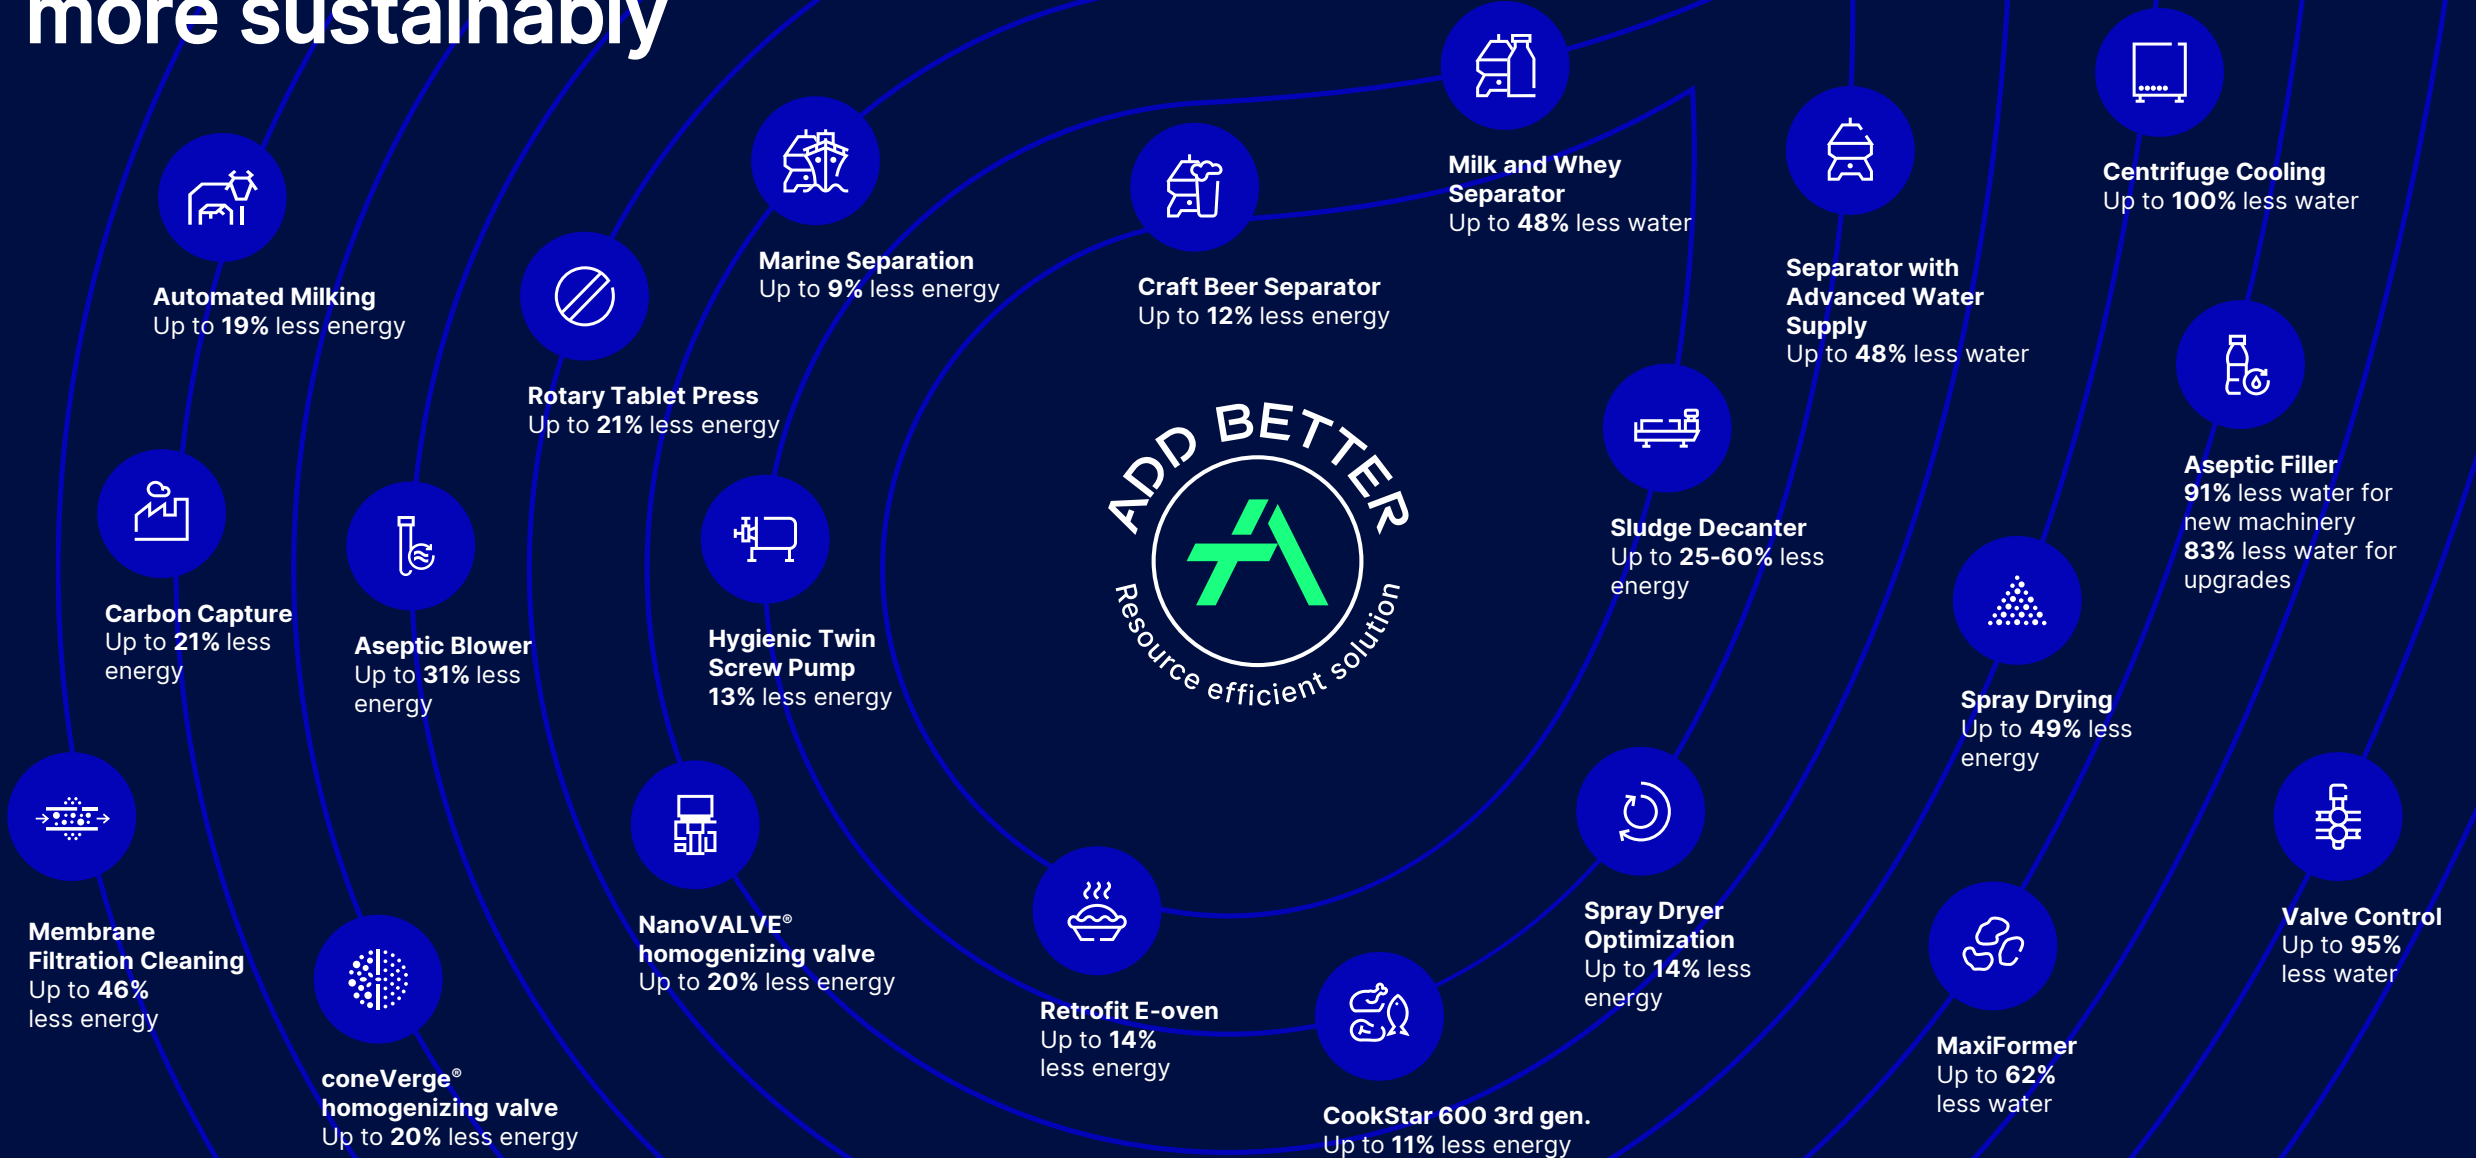 more sustainably
Automated Milking
Up to 19% less energy
Rotary Tablet Press
Up to 21% less energy
Marine Separation
Up to 9% less energy
Craft Beer Separator
Up to 12% less energy
Milk and Whey
Separator
Up to 48% less water
Separator with
Advanced Water
Supply
Up to 48% less water
Centrifuge Cooling
Up to 100% less water
Carbon Capture
Up to 21% less
energy
Aseptic Blower
Up to 31% less
energy
Hygienic Twin
Screw Pump
13% less energy
ADD BETTER
Resource efficient solution
Sludge Decanter
Up to 25-60% less
energy
Aseptic Filler
91% less water for
new machinery
83% less water for
upgrades
Spray Drying
Up to 49% less
energy
Membrane
Filtration Cleaning
Up to 46%
less energy
coneVerge®
homogenizing valve
Up to 20% less energy
NanoVALVE®
homogenizing valve
Up to 20% less energy
Retrofit E-oven
Up to 14%
less energy
CookStar 600 3rd gen.
Up to 11% less energy
Spray Dryer
Optimization
Up to 14% less
energy
MaxiFormer
Up to 62%
less water
Valve Control
Up to 95%
less water